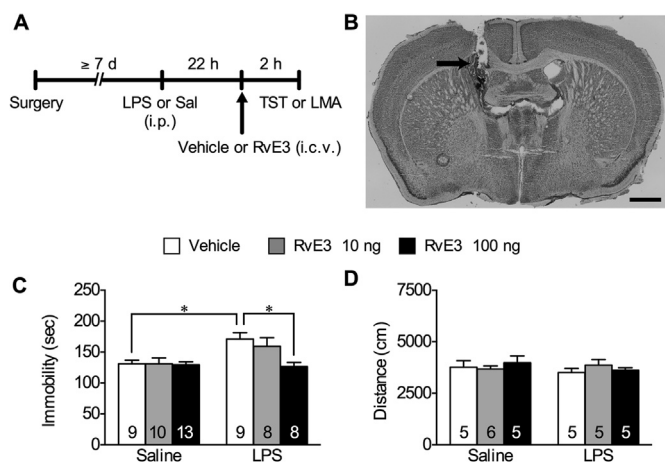 A
≥ 7 d 22 h 2 h
Surgery LPS or Sal TST or LMA
(i.p.)
Vehicle or RvE3 (i.c.v.)
B
Vehicle RvE3 10 ng RvE3 100 ng
C
Immobility (sec)
250
200
150
100
50
0
* *
9 10 13 9 8 8
Saline LPS
D
Distance (cm)
7500
5000
2500
0
5 6 5 5 5 5
Saline LPS